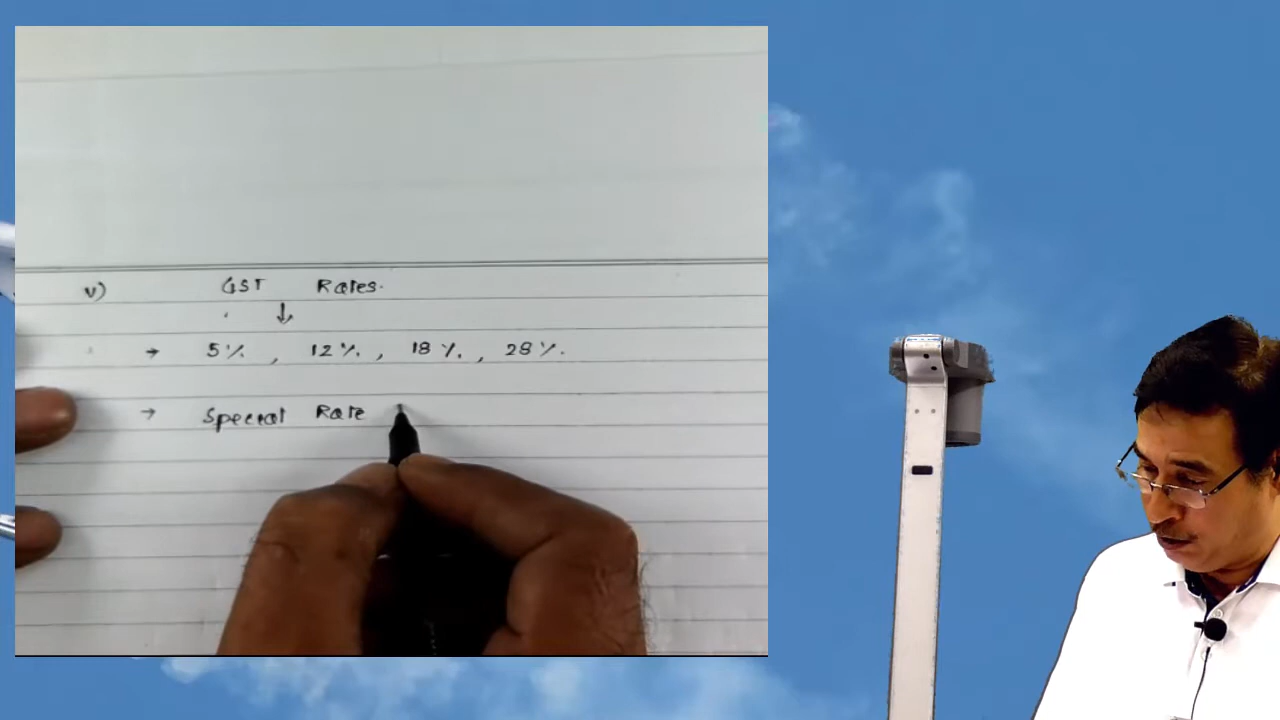 v) GST Rates.
↓
→ 5%, 12%, 18%, 28%.
→ Special Rate